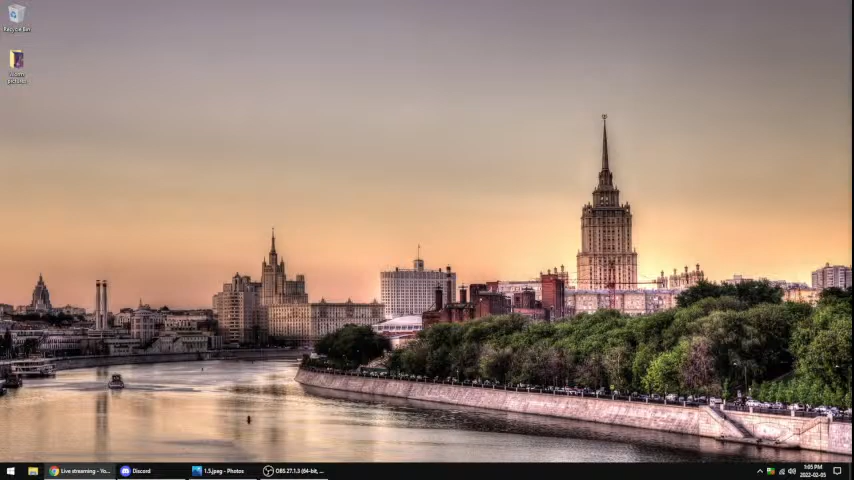 Recycle Bin
pictures
Live streaming - Yo...
Discord
1.5.jpeg - Photos
OBS 27.1.3 (64-bit, ...
1:05 PM
2022-02-05